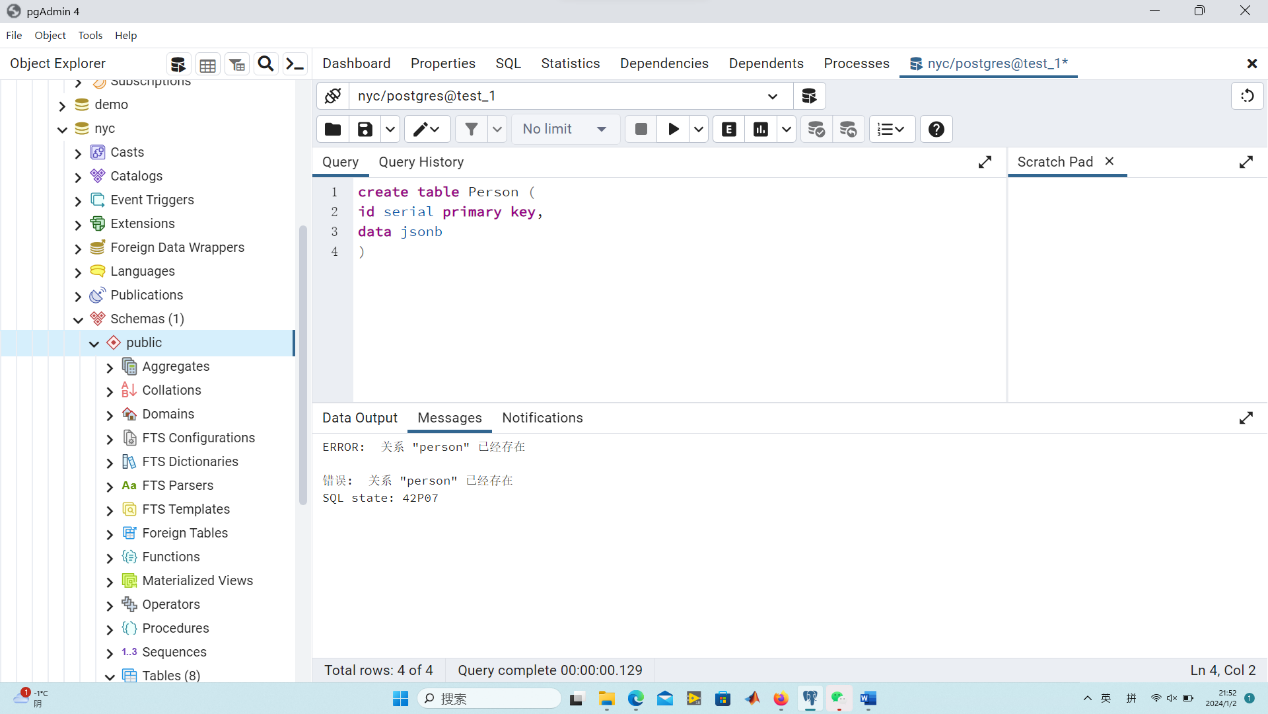 pgAdmin 4
File Object Tools Help
Object Explorer
Dashboard Properties SQL Statistics Dependencies Dependents Processes nyc/postgres@test_1*
Subscriptions
demo
nyc
Casts
Catalogs
Event Triggers
Extensions
Foreign Data Wrappers
Languages
Publications
Schemas (1)
public
Aggregates
Collations
Domains
FTS Configurations
FTS Dictionaries
FTS Parsers
FTS Templates
Foreign Tables
Functions
Materialized Views
Operators
Procedures
1..3 Sequences
Tables (8)
nyc/postgres@test_1
No limit
Query Query History
Scratch Pad
1 create table Person (
2 id serial primary key,
3 data jsonb
4 )
Data Output Messages Notifications
ERROR: 关系 "person" 已经存在
错误: 关系 "person" 已经存在
SQL state: 42P07
Total rows: 4 of 4 Query complete 00:00:00.129 Ln 4, Col 2
1 -1°C
阴
搜索
英 拼
21:52
2024/1/2
1